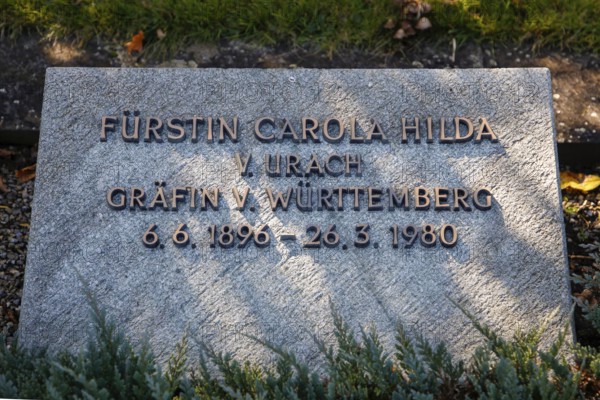 FÜRSTIN CAROLA HILDA
V. URACH
GRÄFIN V. WÜRTTEMBERG
6. 6. 1896 – 26. 3. 1980